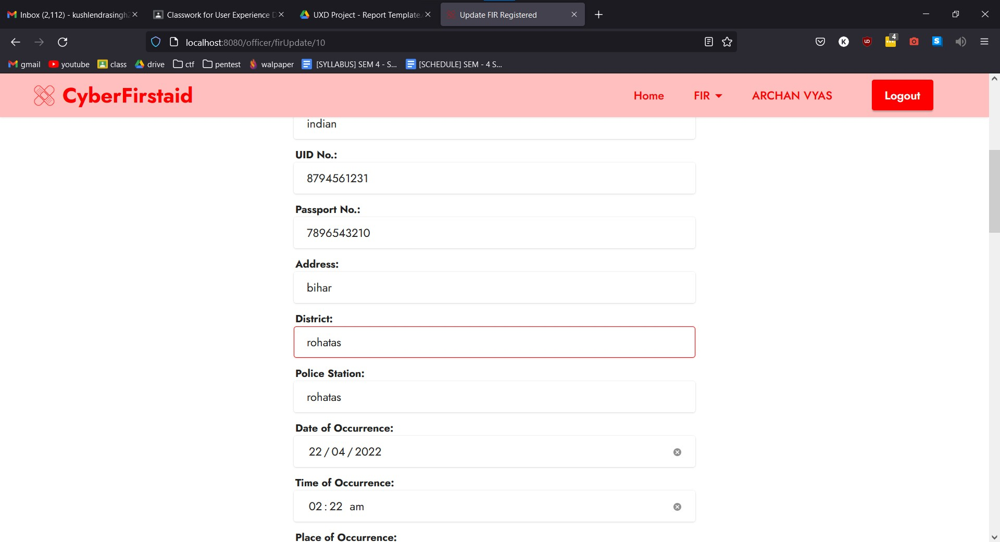 Inbox (2,112) - kushlendrasingh2
Classwork for User Experience D
UXD Project - Report Template.
Update FIR Registered
localhost:8080/officer/firUpdate/10
K
4
S
gmail
youtube
class
drive
ctf
pentest
walpaper
[SYLLABUS] SEM 4 - S...
[SCHEDULE] SEM - 4 S...
CyberFirstaid
Home
FIR
ARCHAN VYAS
Logout
indian
UID No.:
8794561231
Passport No.:
7896543210
Address:
bihar
District:
rohatas
Police Station:
rohatas
Date of Occurrence:
22 / 04 / 2022
Time of Occurrence:
02 : 22 am
Place of Occurrence: